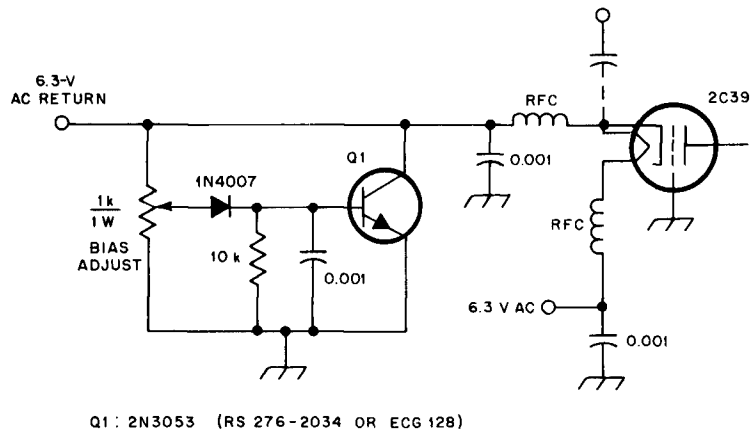 6.3-V
AC RETURN
RFC
2C39
Q1
0.001
1N4007
1k
1W
BIAS
ADJUST
10 k
0.001
RFC
6.3 V AC
0.001
Q1 : 2N3053 (RS 276-2034 OR ECG 128)